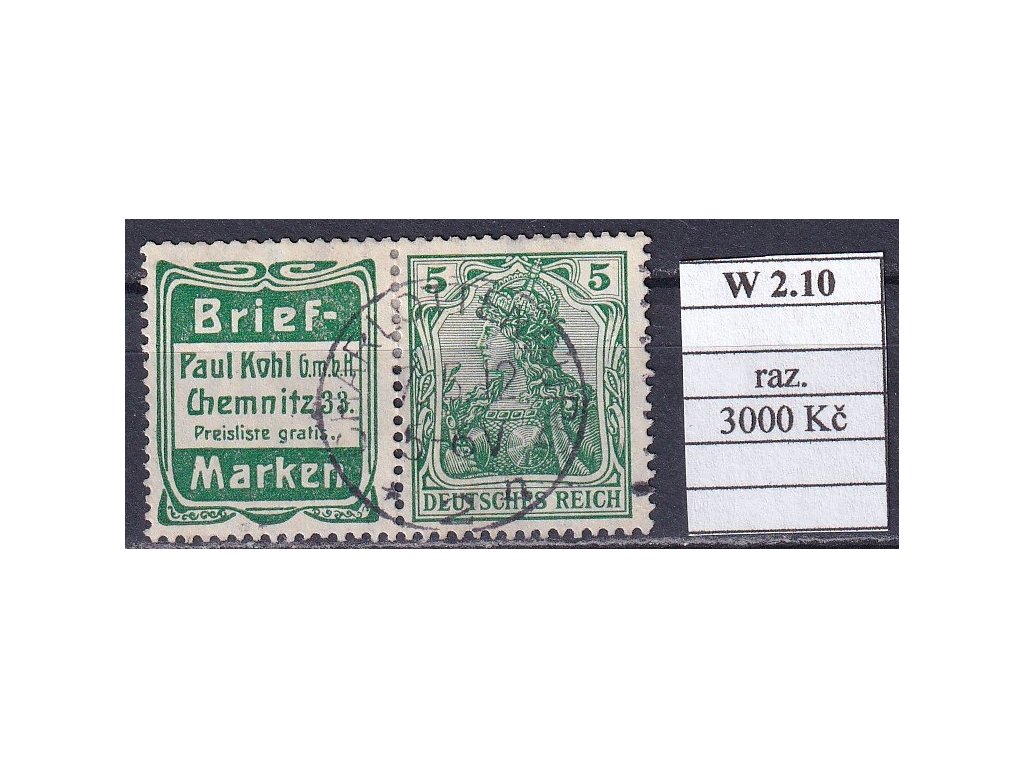 Brief-
Paul Kohl G.m.b.H.
Chemnitz 33.
Preisliste gratis.
Marken
5 5
DEUTSCHES REICH
W 2.10
raz.
3000 Kč